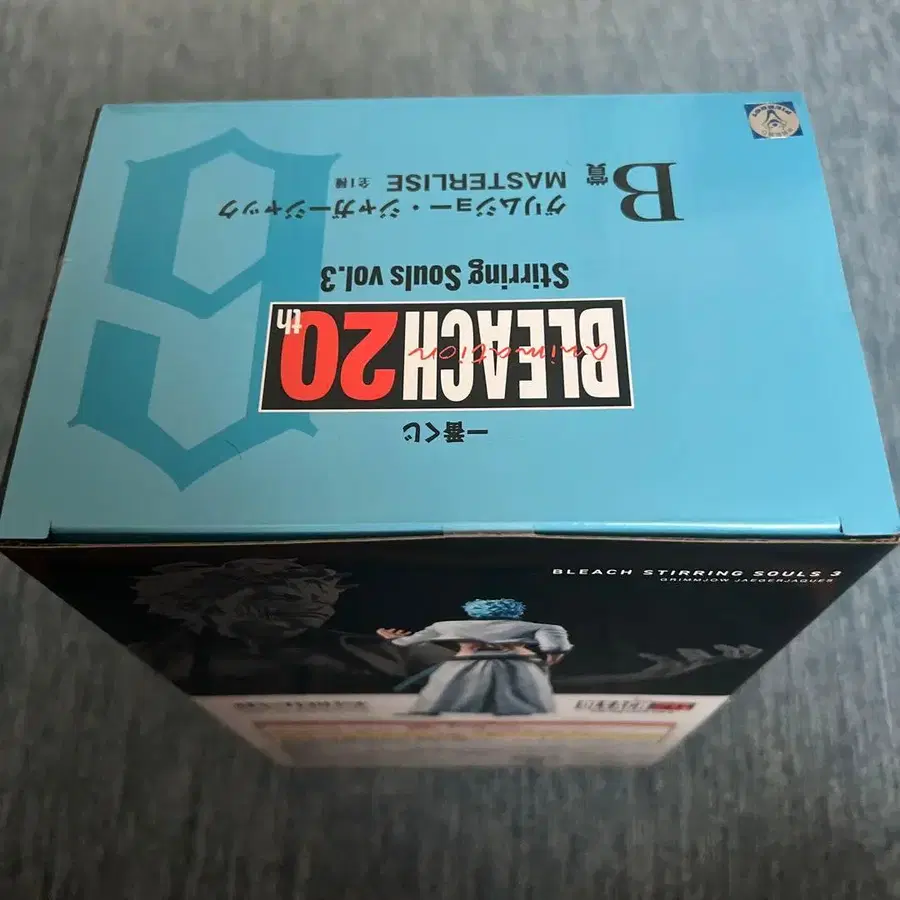 一番くじ
BLEACH 20th
animation
Stirring Souls vol.3
B賞
グリムジョー・ジャガージャック
MASTERLISE 全1種
6
BLEACH STIRRING SOULS 3
GRIMMJOW JAEGERJAQUES